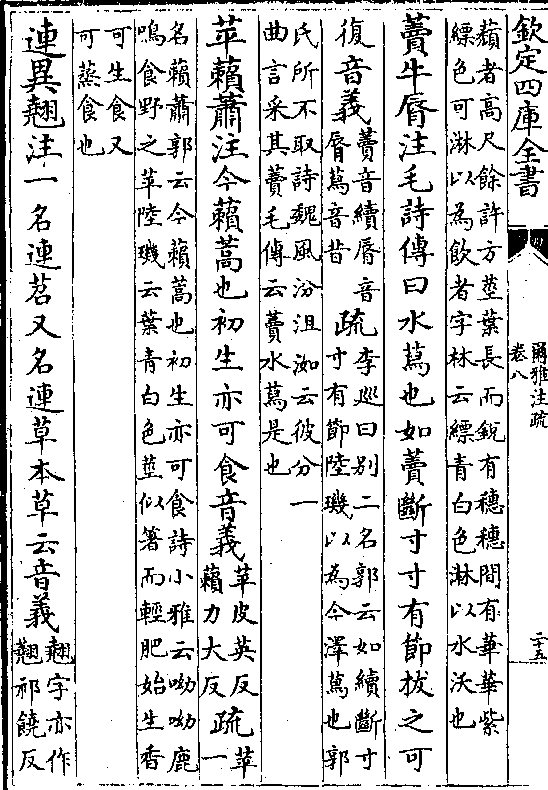 欽定四庫全書
爾雅注疏
卷八
二十五
蘈者高尺餘許方莖葉長而銳有穗穗間有華華紫
縹色可淋以為飲者字林云縹青白色淋以水沃也
藚牛脣注毛詩傳曰水蕮也如藚斷寸寸有節拔之可
復音義
藚音續脣音
脣蕮音昔
疏
李廵曰别二名郭云如續斷寸
寸有節陸璣以為今澤蕮也郭
氏所不取詩魏風汾沮洳云彼分一
曲言采其藚毛傳云藚水蕮是也
苹藾蕭注今藾蒿也初生亦可食音義
苹皮英反
藾力大反
疏
苹一
名藾蕭郭云今藾蒿也初生亦可食詩小雅云呦呦鹿
鳴食野之苹陸璣云葉青白色莖似箸而輕肥始生香
可生食又
可蒸食也
連異翹注一名連苕又名連草本草云音義
翹字亦作
䎗祁饒反